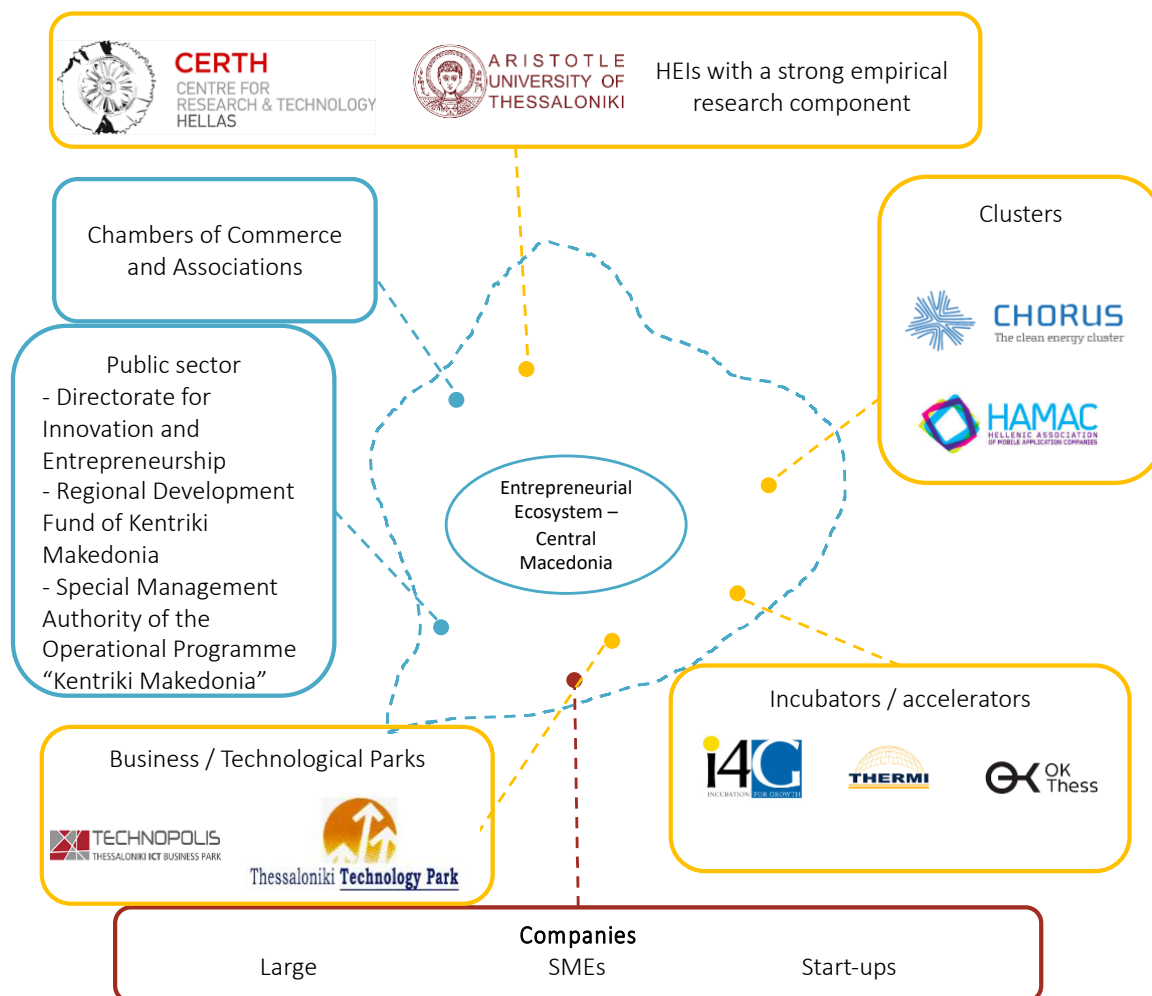 CERTH
CENTRE FOR
RESEARCH & TECHNOLOGY
HELLAS
ARISTOTLE
UNIVERSITY OF
THESSALONIKI
HEIs with a strong empirical
research component
Chambers of Commerce
and Associations
Clusters
CHORUS
The clean energy cluster
HAMAC
HELLENIC ASSOCIATION
OF MOBILE APPLICATION COMPANIES
Public sector
- Directorate for
Innovation and
Entrepreneurship
- Regional Development
Fund of Kentriki
Makedonia
- Special Management
Authority of the
Operational Programme
“Kentriki Makedonia”
Entrepreneurial
Ecosystem –
Central
Macedonia
Incubators / accelerators
i4G
INCUBATION FOR GROWTH
THERMI
OK
Thess
Business / Technological Parks
TECHNOPOLIS
THESSALONIKI ICT BUSINESS PARK
Thessaloniki Technology Park
Companies
Large SMEs Start-ups